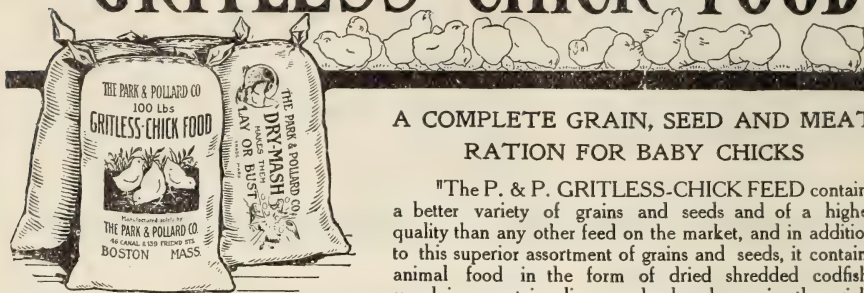 GRITLESS CHICK FOOD
THE PARK & POLLARD CO
100 Lbs
GRITLESS-CHICK FOOD
Manufactured solely by
THE PARK & POLLARD CO.
46 CANAL & 139 FRIEND STS.
BOSTON MASS.
THE PARK & POLLARD CO.
DRY-MASH
MAKES THEM
LAY OR BUST
A COMPLETE GRAIN, SEED AND MEAT
RATION FOR BABY CHICKS
"The P. & P. GRITLESS-CHICK FEED contain
a better variety of grains and seeds and of a highe
quality than any other feed on the market, and in additio
to this superior assortment of grains and seeds, it contain
animal food in the form of dried shredded codfish